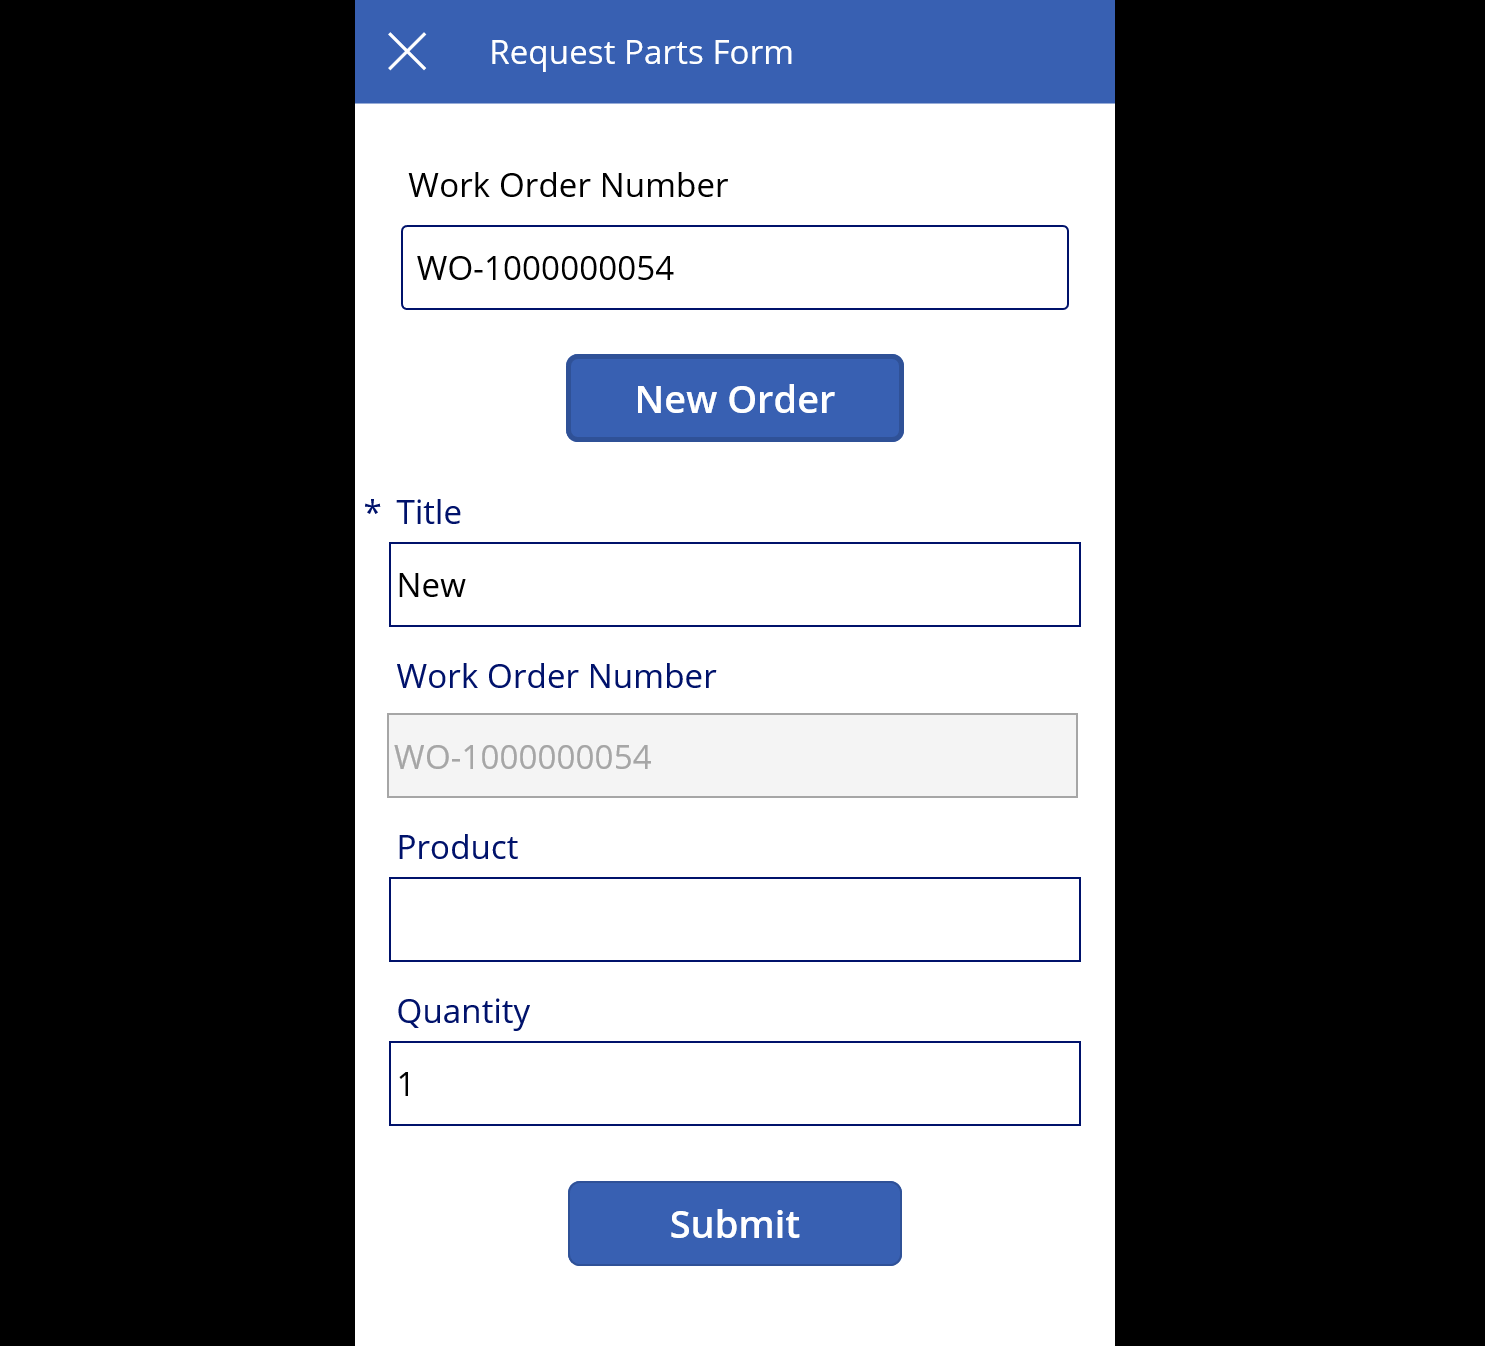 Request Parts Form
Work Order Number
WO-1000000054
New Order
* Title
New
Work Order Number
WO-1000000054
Product
Quantity
1
Submit